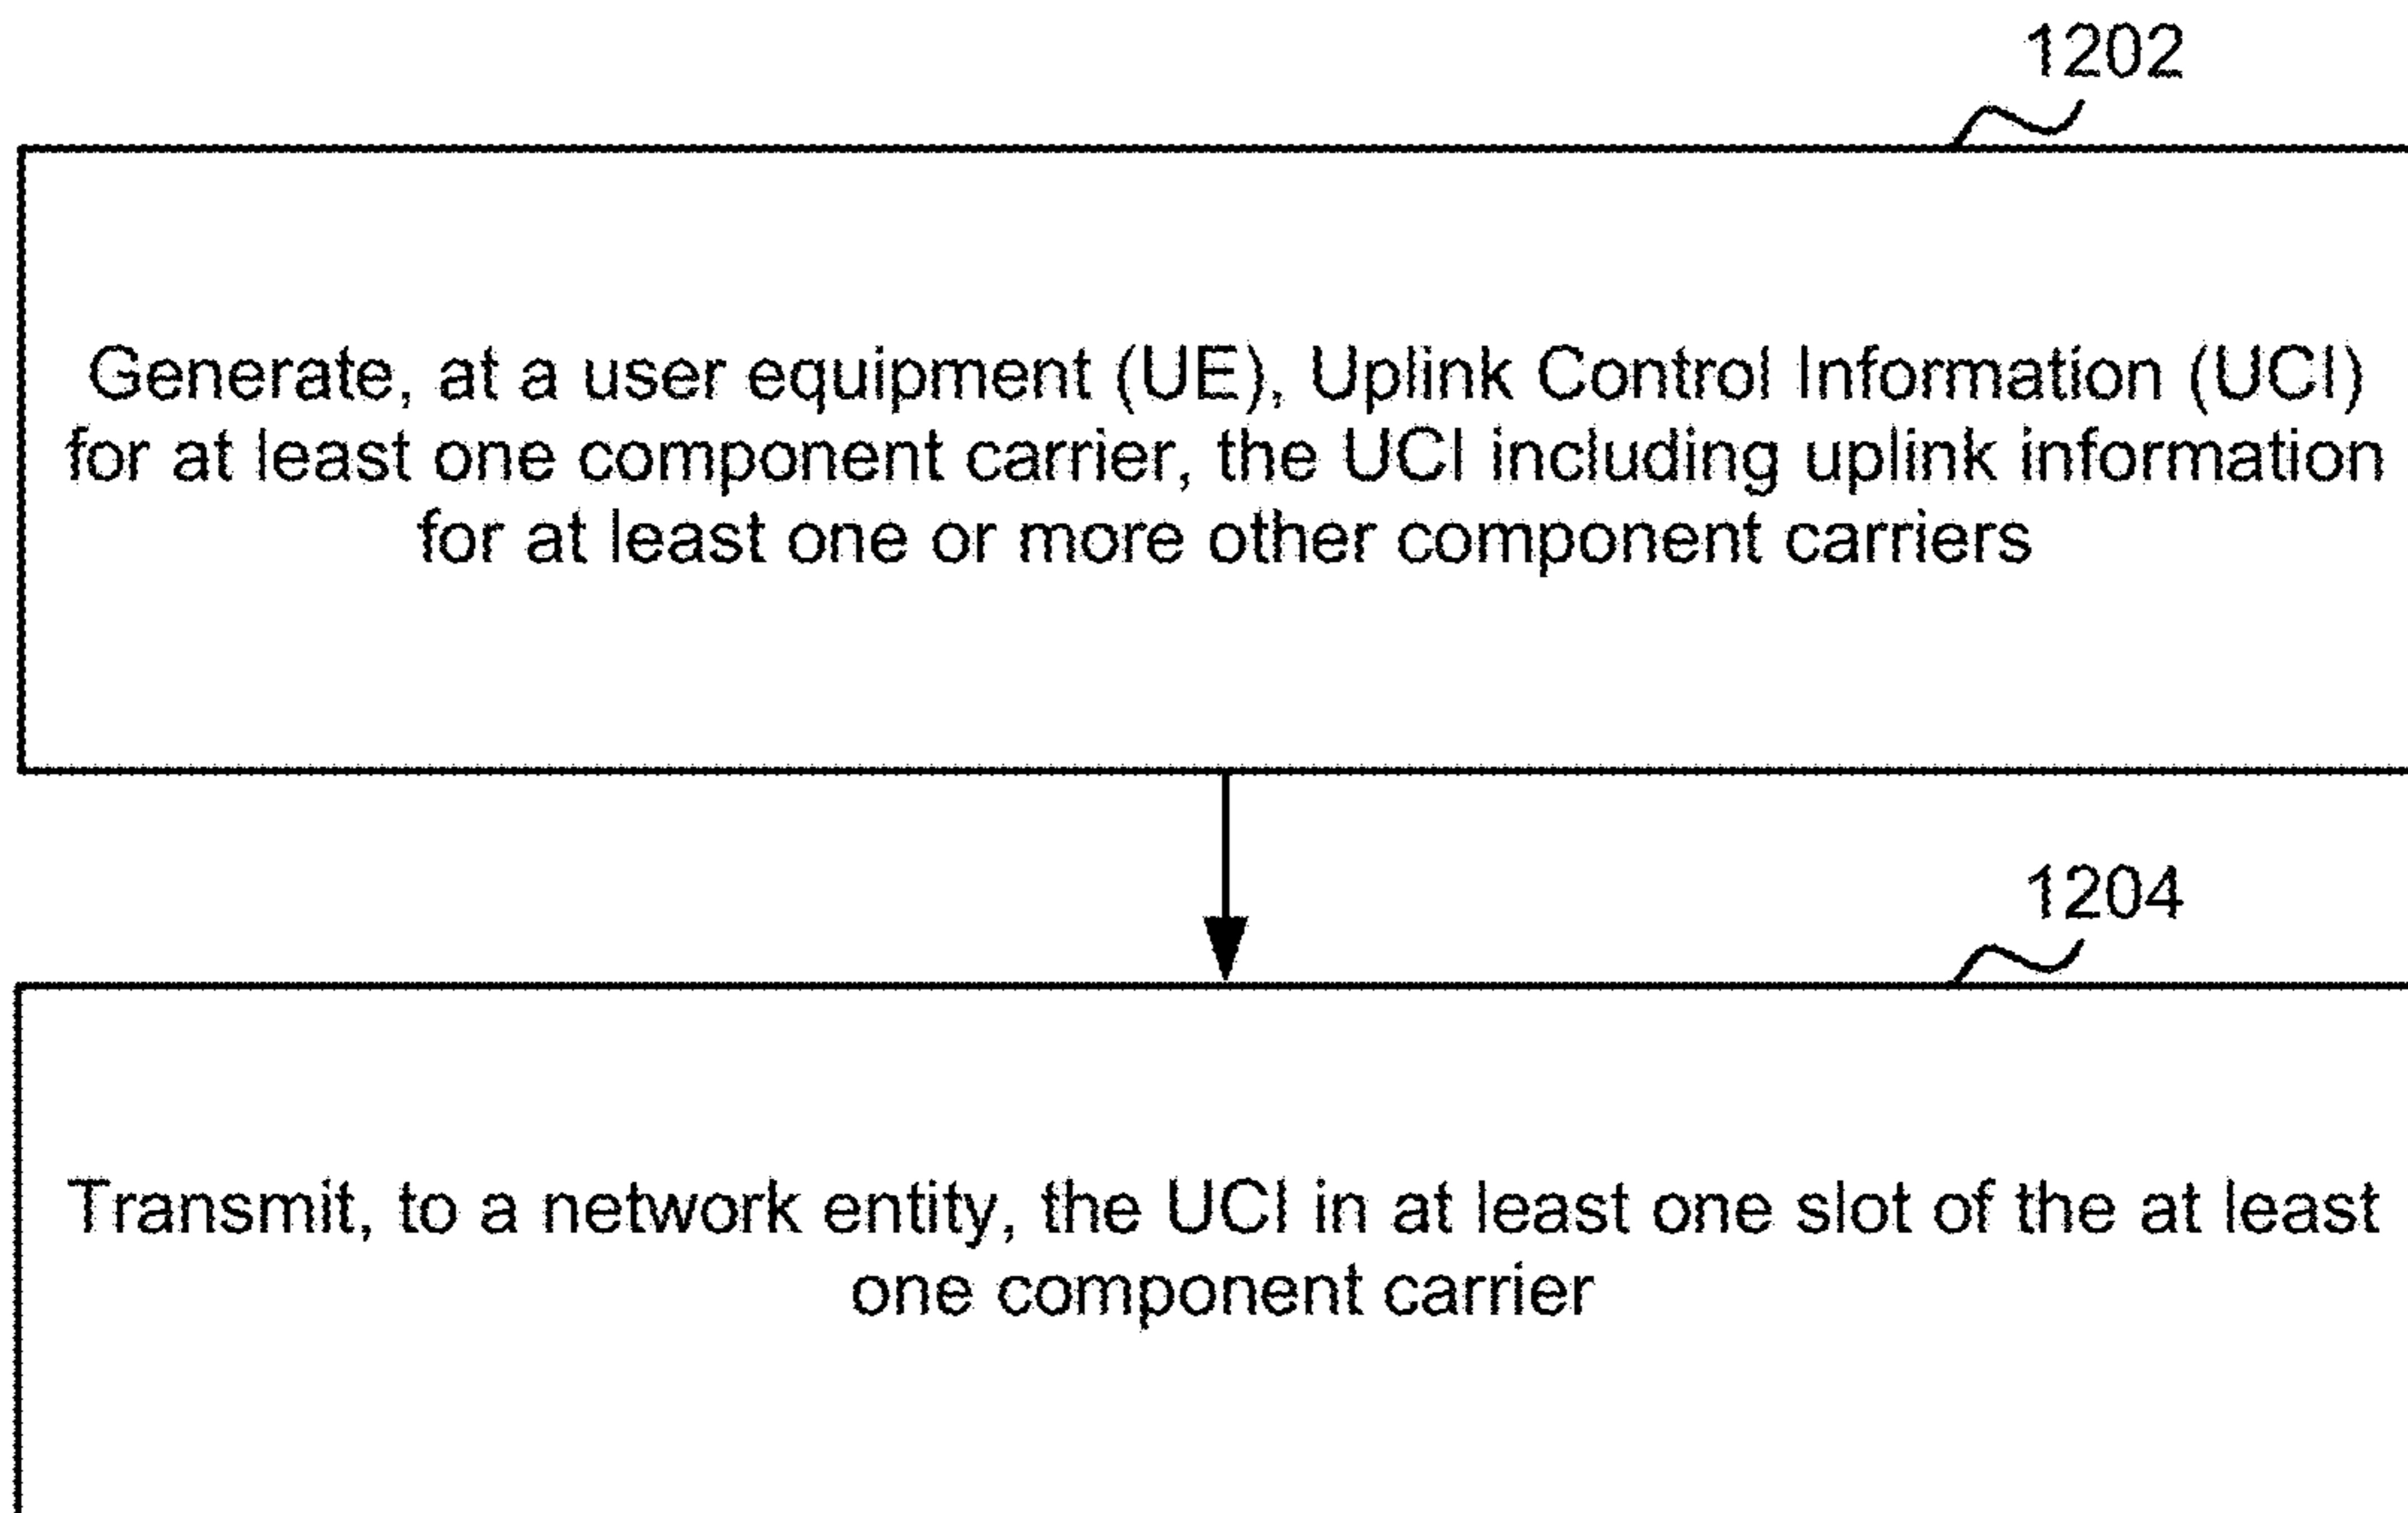 1202
Generate, at a user equipment (UE), Uplink Control Information (UCI)
for at least one component carrier, the UCI including uplink information
for at least one or more other component carriers
1204
Transmit, to a network entity, the UCI in at least one slot of the at least
one component carrier